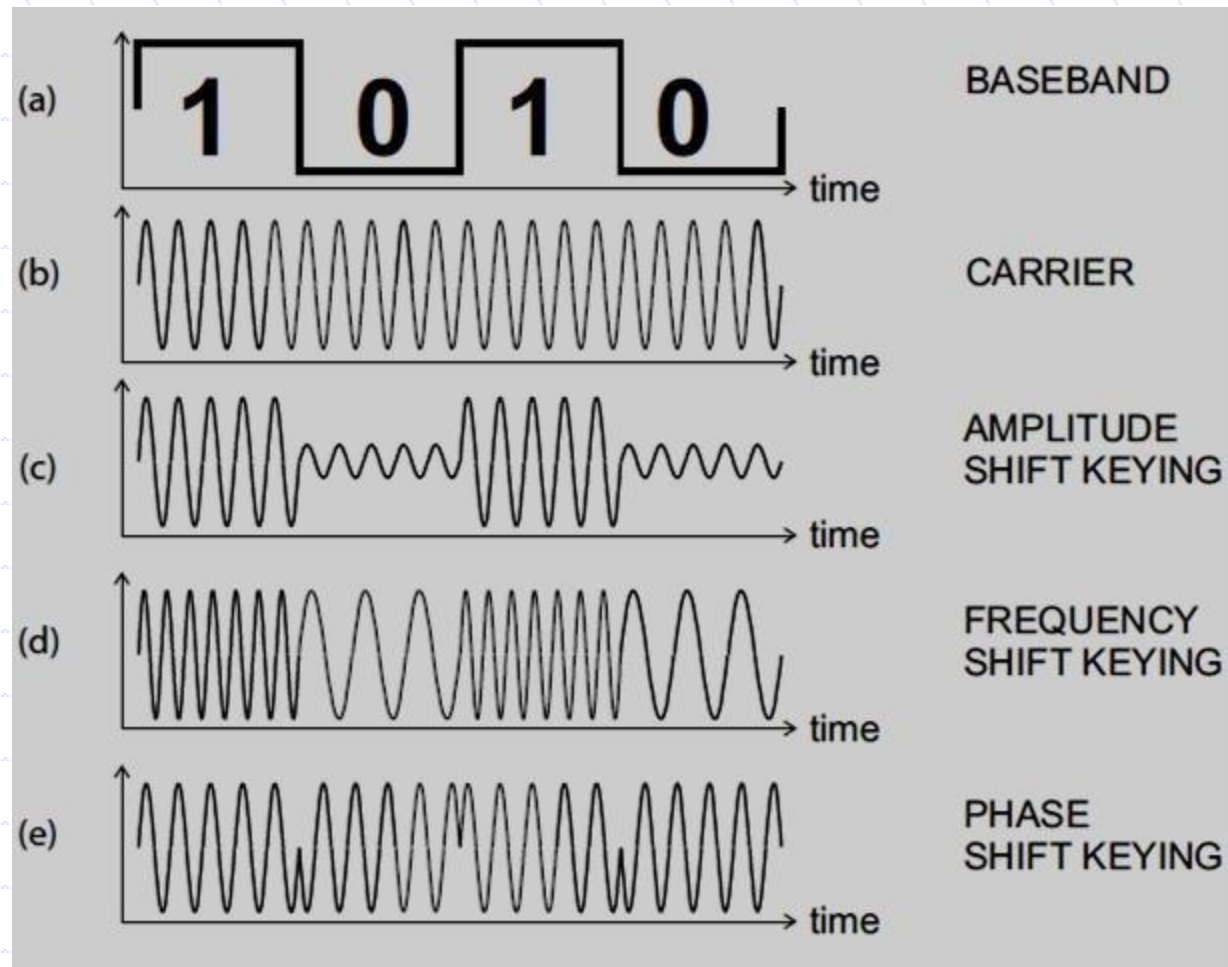 (a)
1 0 1 0
BASEBAND
time
(b)
CARRIER
time
(c)
AMPLITUDE
SHIFT KEYING
time
(d)
FREQUENCY
SHIFT KEYING
time
(e)
PHASE
SHIFT KEYING
time